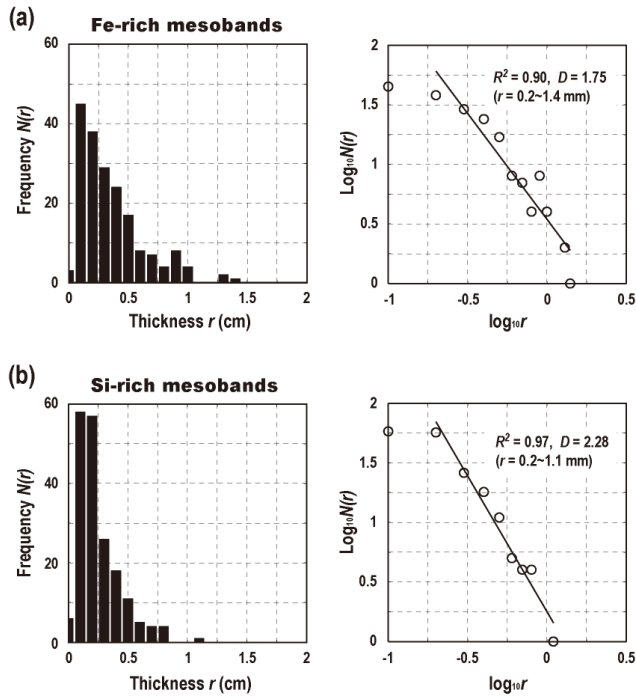 (a)
Fe-rich mesobands
60
40
20
0
0
0.5
1
1.5
2
Frequency N(r)
Thickness r (cm)
2
1.5
1
0.5
0
-1
-0.5
0
0.5
Log₁₀N(r)
log₁₀r
R² = 0.90, D = 1.75
(r = 0.2~1.4 mm)
(b)
Si-rich mesobands
60
40
20
0
0
0.5
1
1.5
2
Frequency N(r)
Thickness r (cm)
2
1.5
1
0.5
0
-1
-0.5
0
0.5
Log₁₀N(r)
log₁₀r
R² = 0.97, D = 2.28
(r = 0.2~1.1 mm)